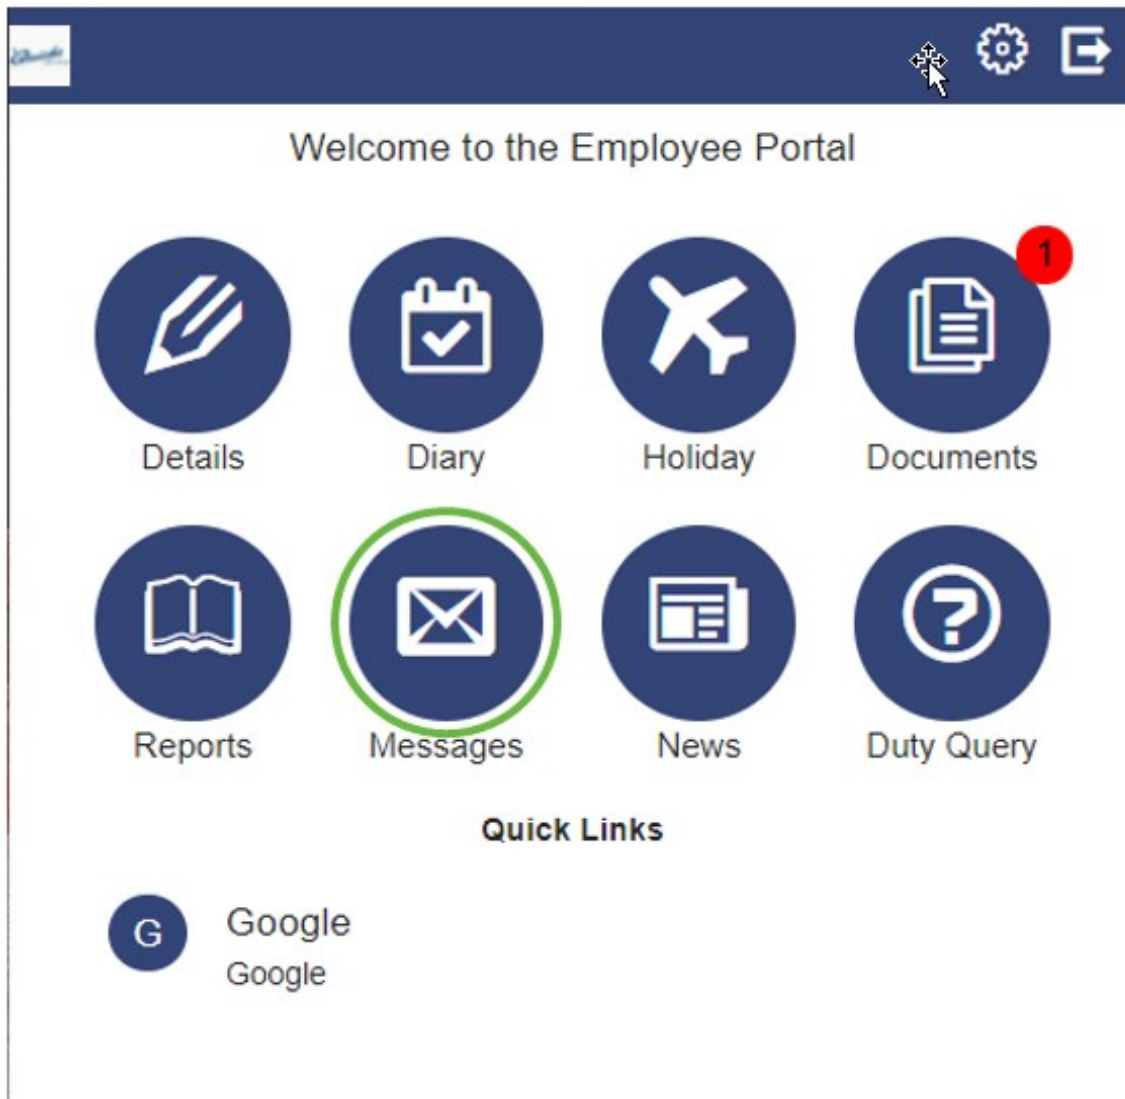 Welcome to the Employee Portal
1
Details Diary Holiday Documents
Reports Messages News Duty Query
Quick Links
G Google
Google